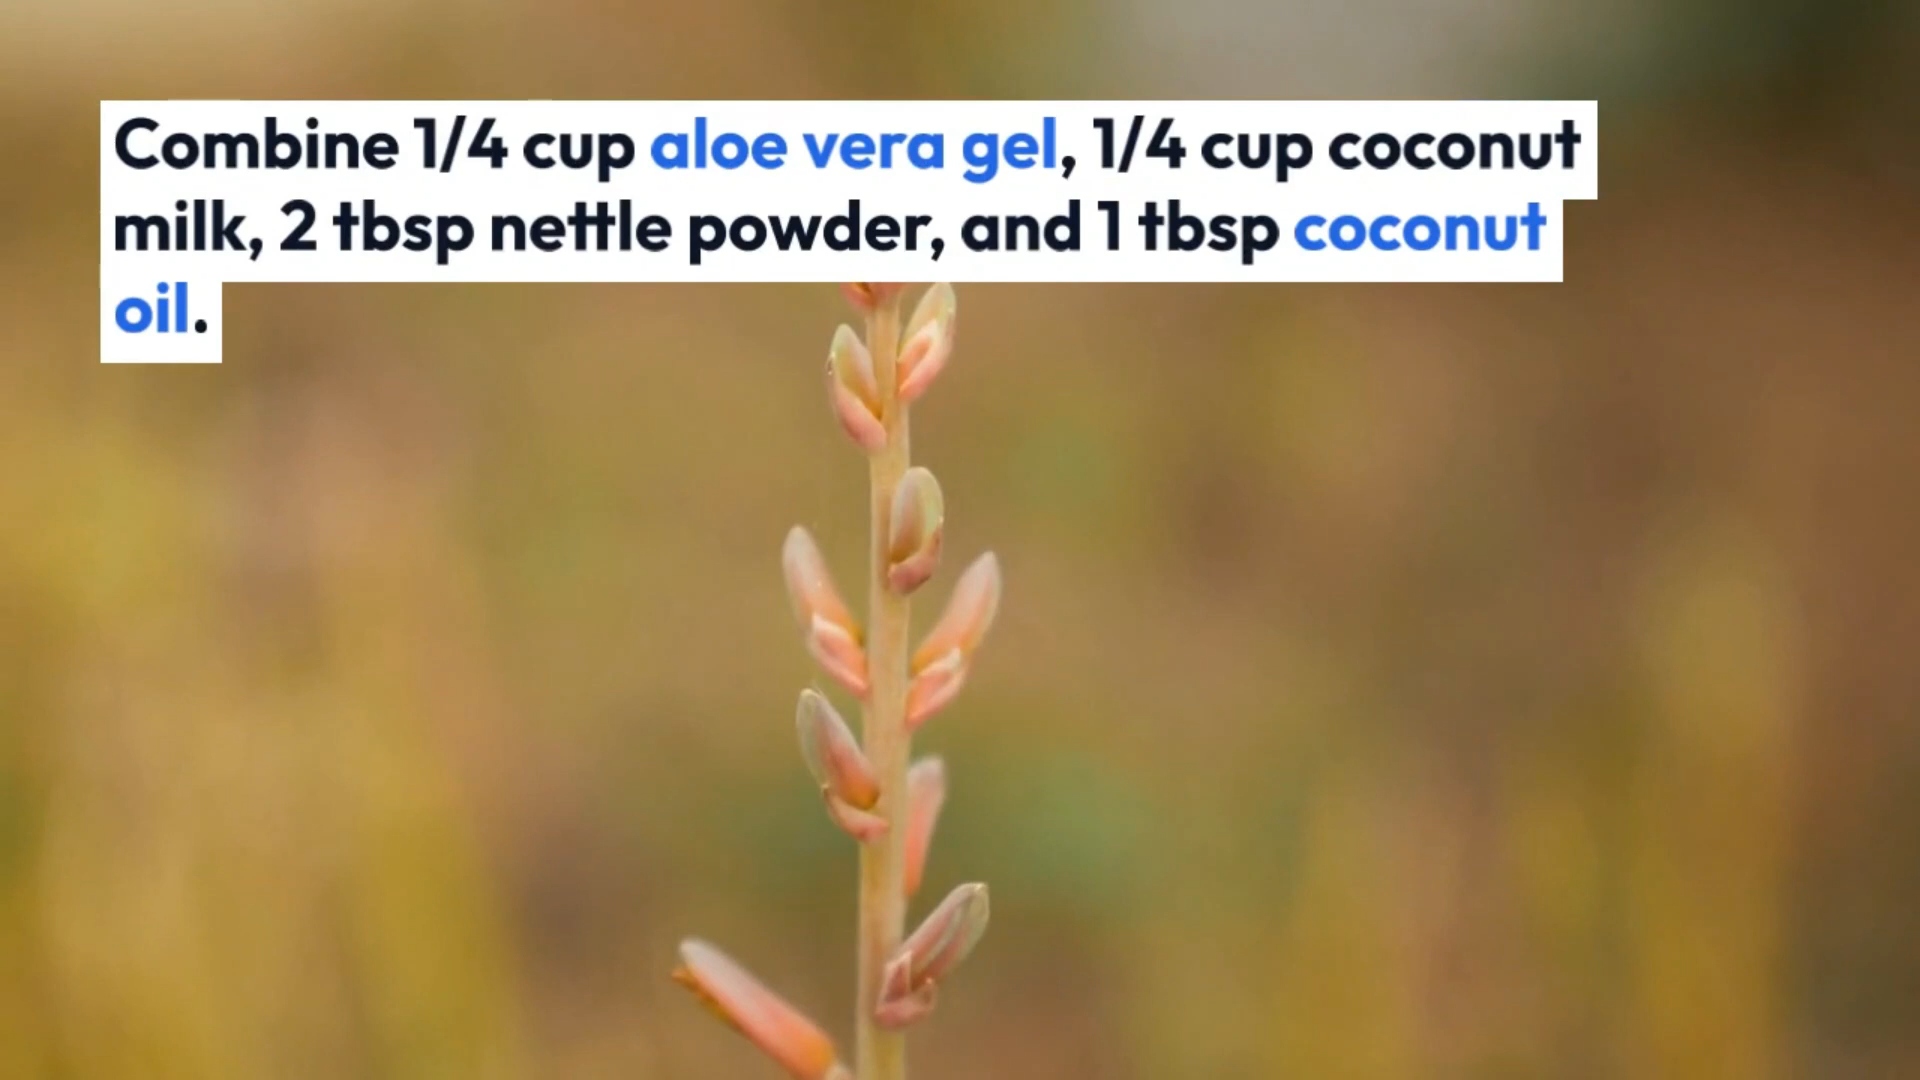 Combine 1/4 cup aloe vera gel, 1/4 cup coconut
milk, 2 tbsp nettle powder, and 1 tbsp coconut
oil.